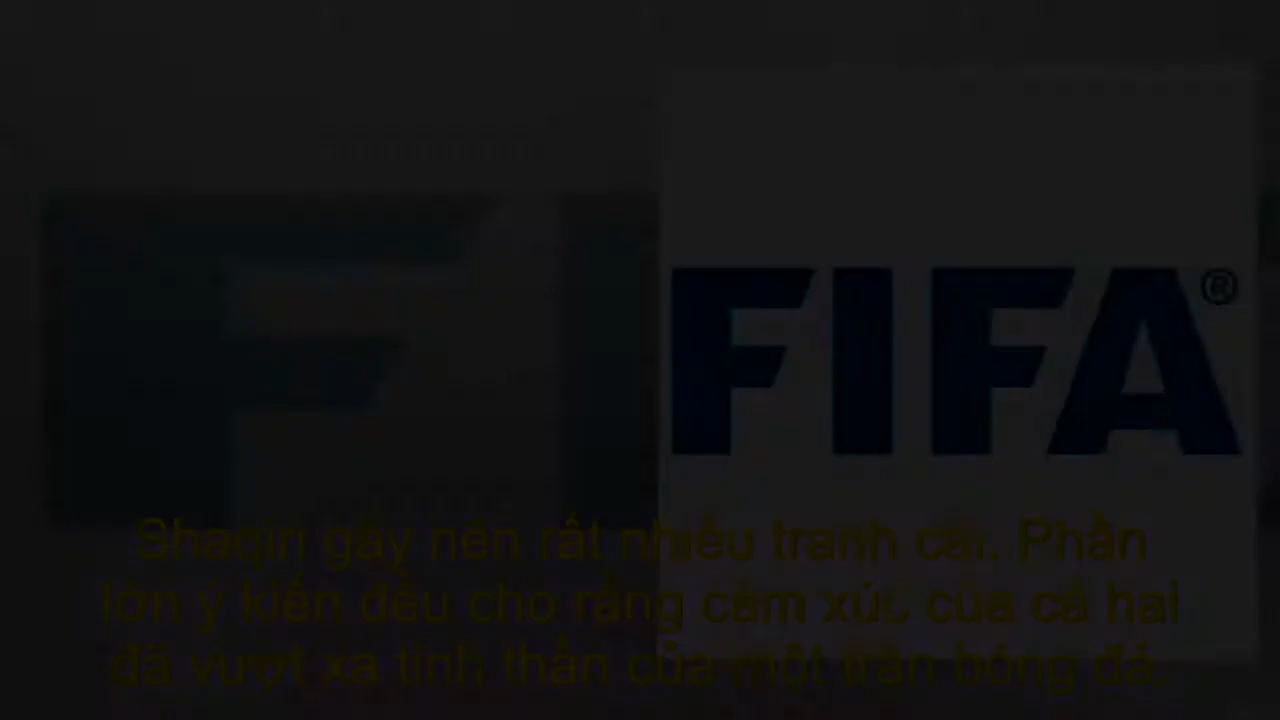 FIFA®
Shaqiri gây nên rất nhiều tranh cãi. Phần
lớn ý kiến đều cho rằng cảm xúc của cả hai
đã vượt xa tinh thần của một trận bóng đá.